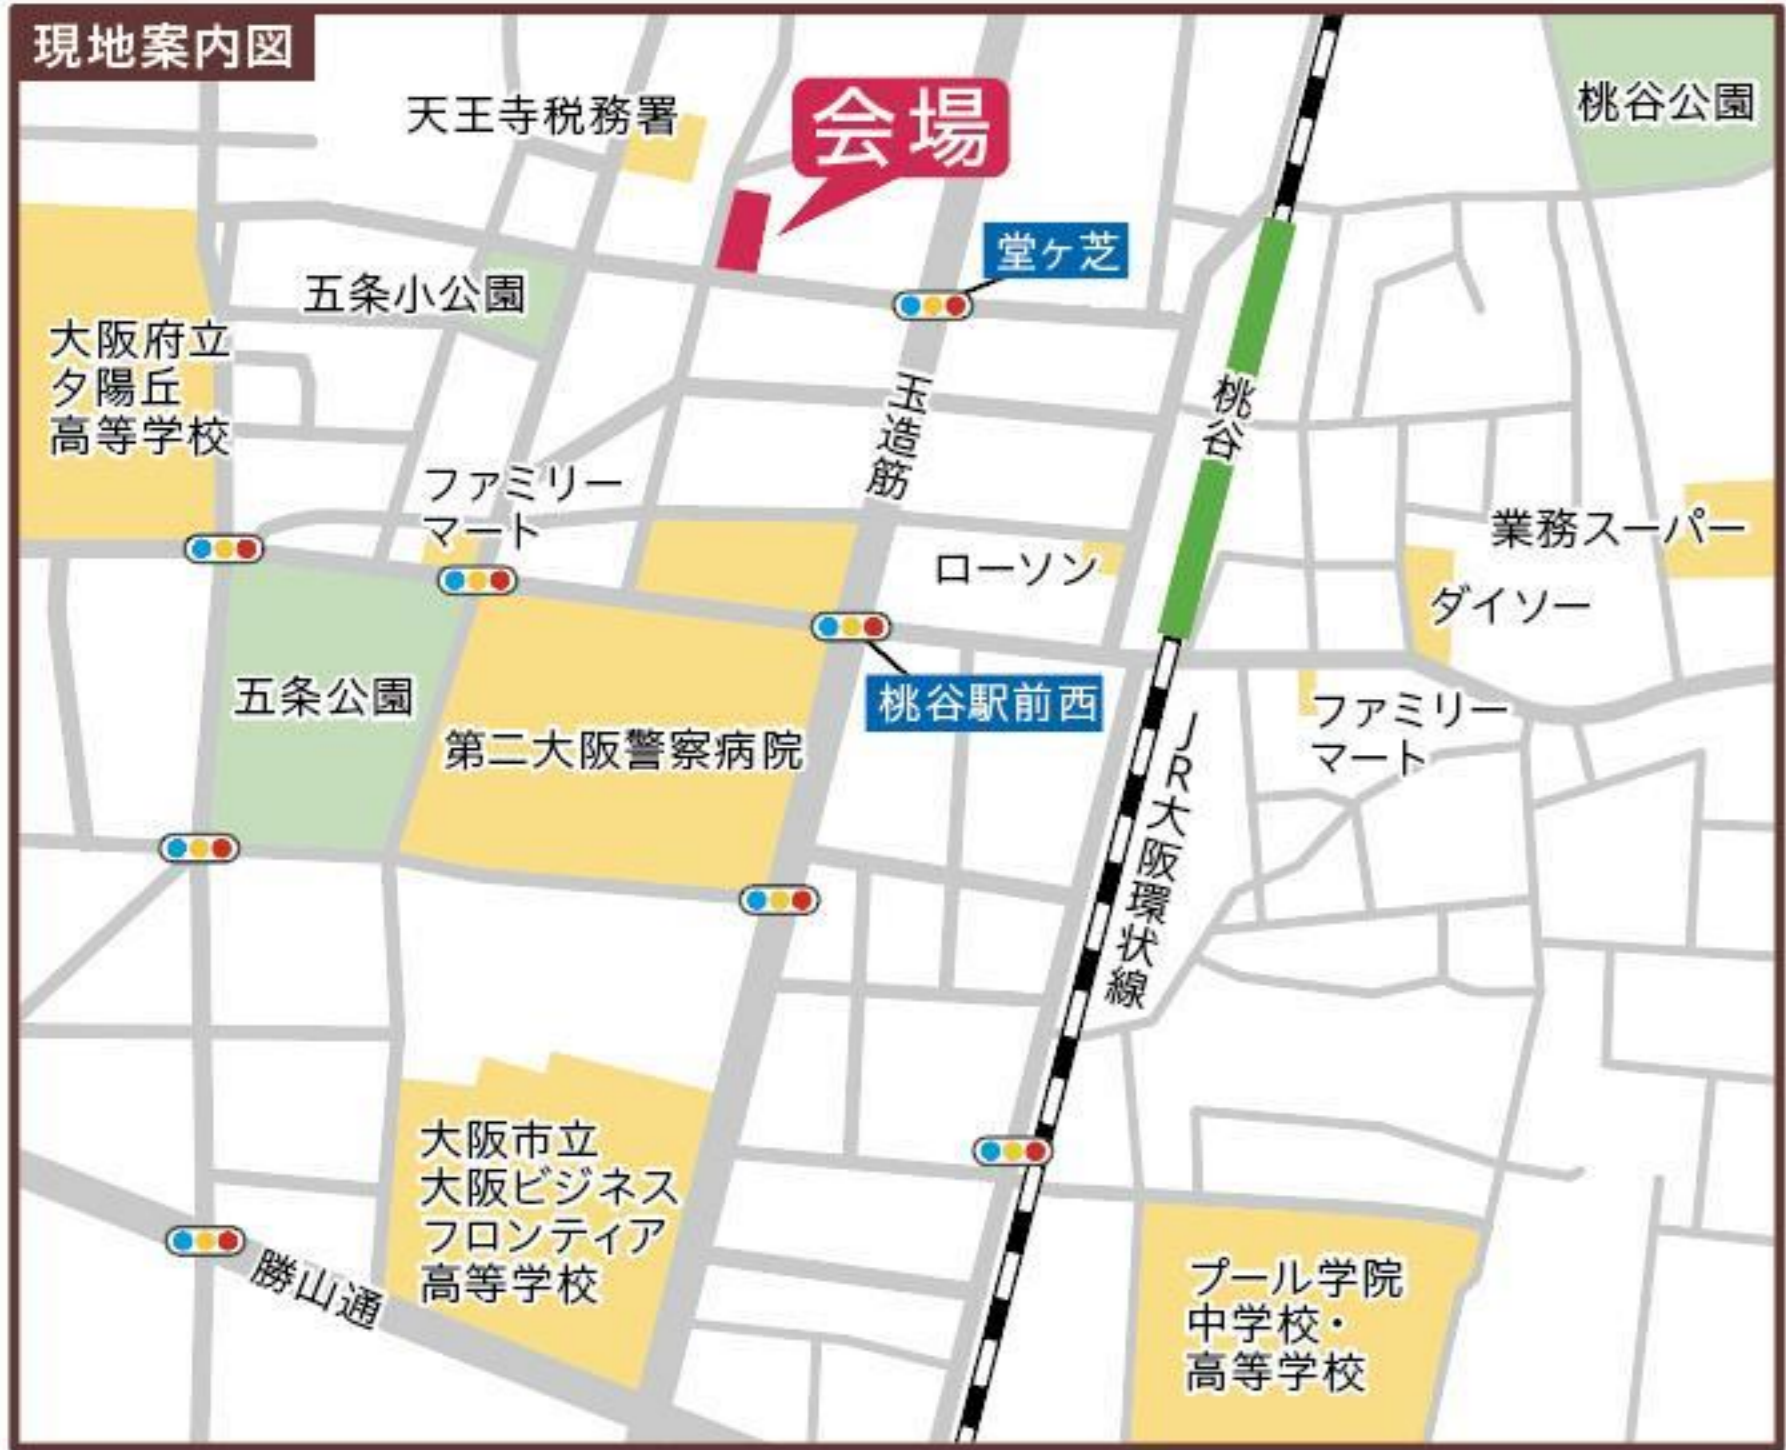 現地案内図
天王寺税務署
会場
桃谷公園
堂ヶ芝
五条小公園
大阪府立
夕陽丘
高等学校
玉造筋
桃谷
ファミリー
マート
ローソン
業務スーパー
ダイソー
五条公園
第二大阪警察病院
桃谷駅前西
ファミリー
マート
JR大阪環状線
大阪市立
大阪ビジネス
フロンティア
高等学校
勝山通
プール学院
中学校・
高等学校